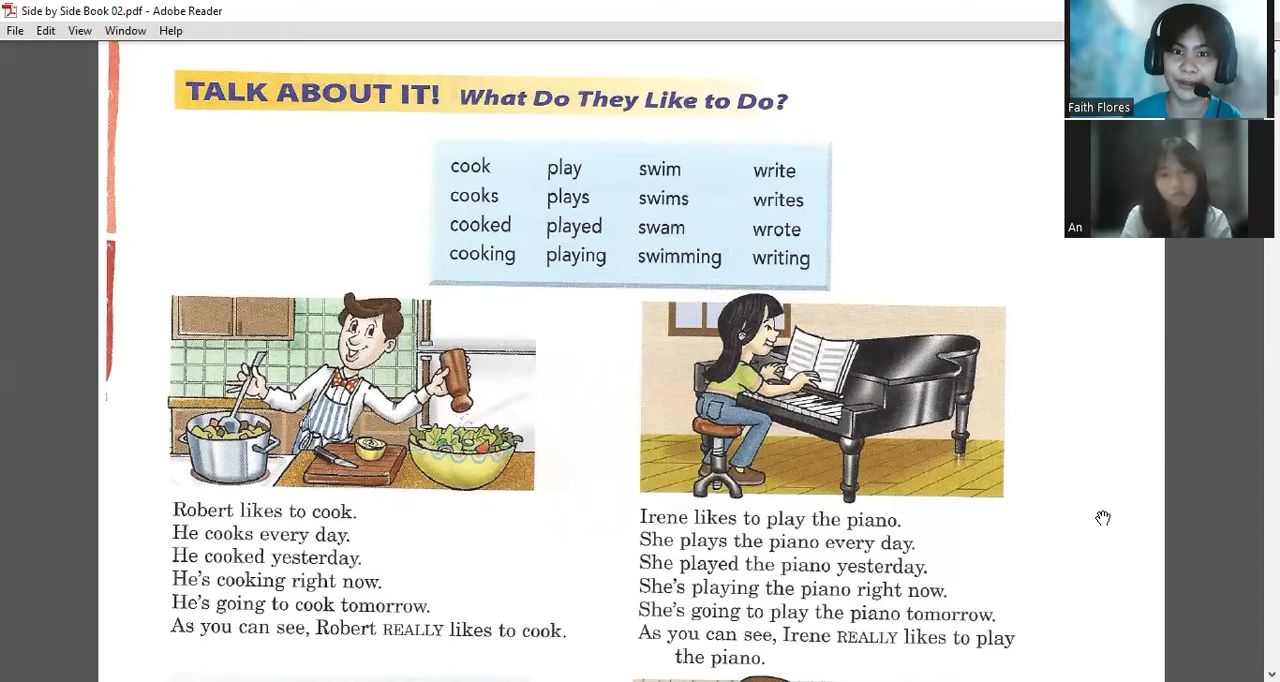 Side by Side Book 02.pdf - Adobe Reader
File Edit View Window Help
TALK ABOUT IT! What Do They Like to Do?
cook play swim write
cooks plays swims writes
cooked played swam wrote
cooking playing swimming writing
Robert likes to cook.
He cooks every day.
He cooked yesterday.
He's cooking right now.
He's going to cook tomorrow.
As you can see, Robert REALLY likes to cook.
Irene likes to play the piano.
She plays the piano every day.
She played the piano yesterday.
She's playing the piano right now.
She's going to play the piano tomorrow.
As you can see, Irene REALLY likes to play
the piano.
Faith Flores
An